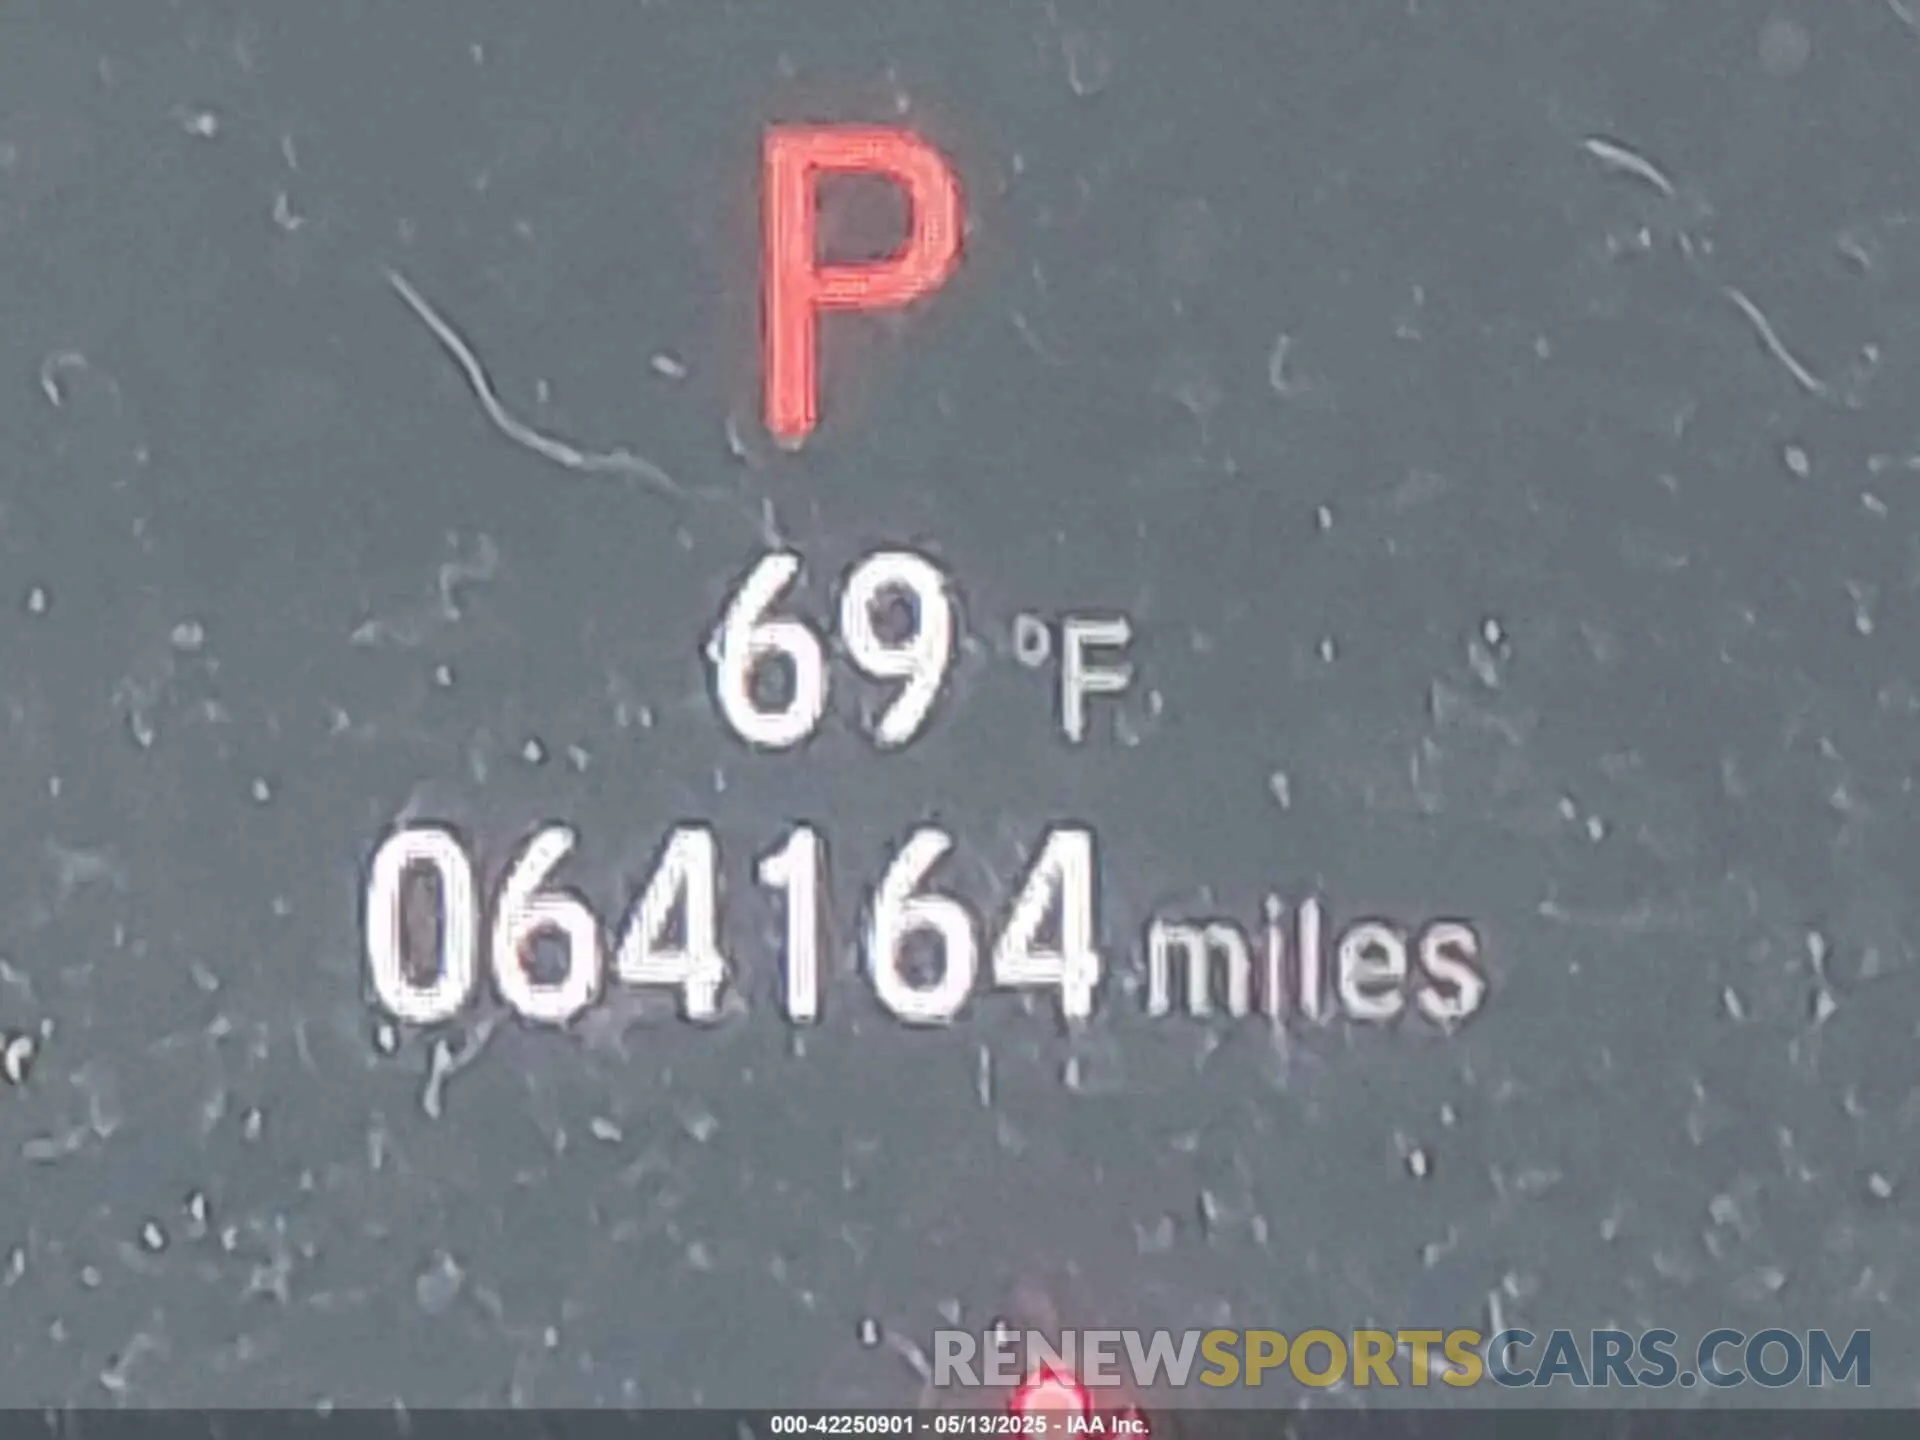 P
69 °F
064164 miles
RENEWSPORTSCARS.COM
000-42250901 - 05/13/2025 - IAA Inc.